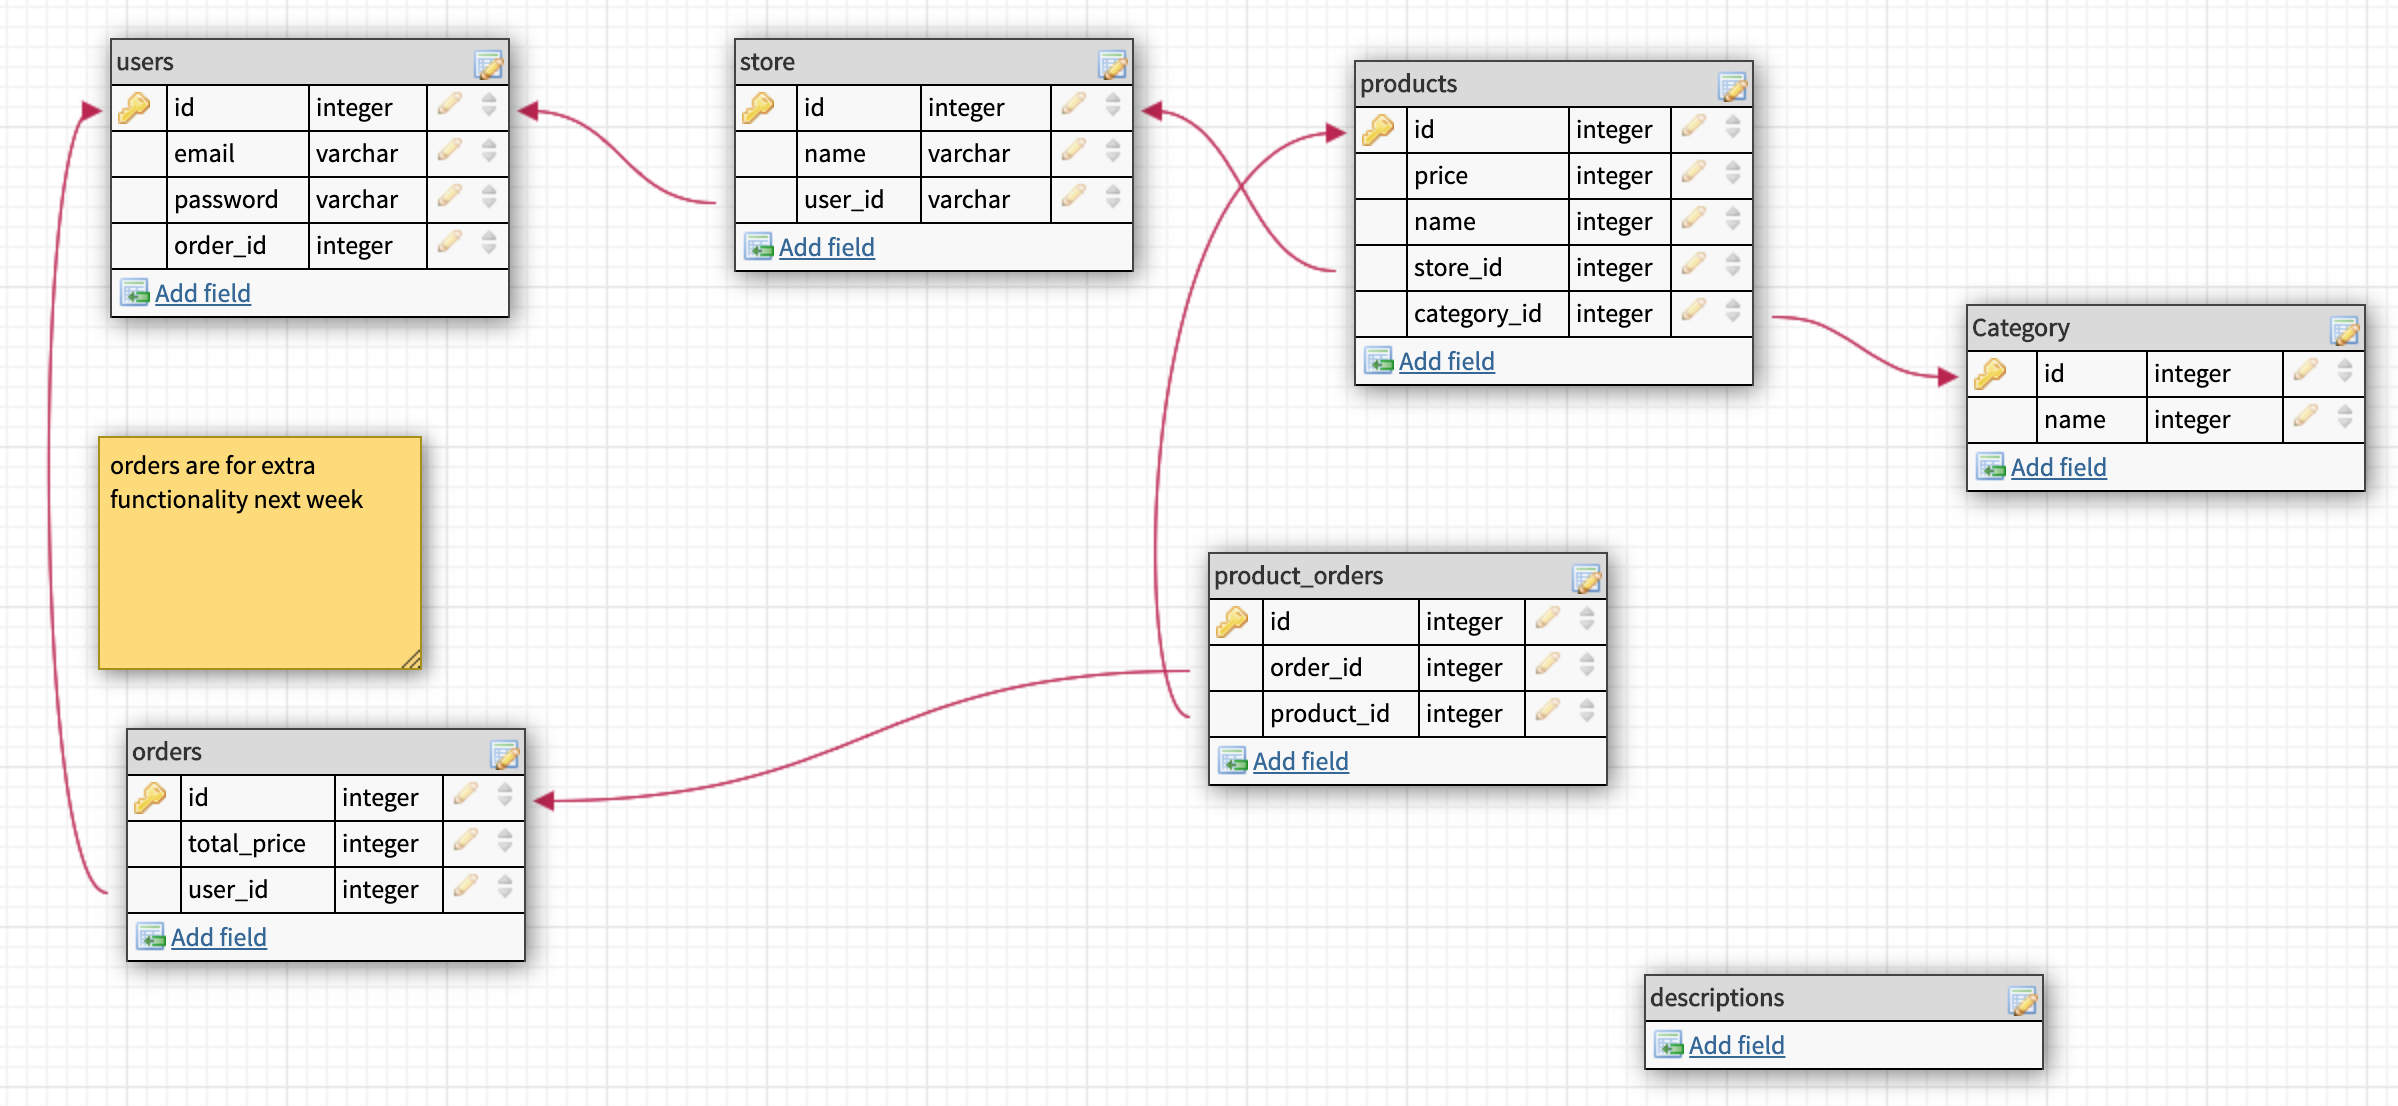 users
id integer
email varchar
password varchar
order_id integer
Add field
store
id integer
name varchar
user_id varchar
Add field
products
id integer
price integer
name integer
store_id integer
category_id integer
Add field
Category
id integer
name integer
Add field
orders are for extra
functionality next week
product_orders
id integer
order_id integer
product_id integer
Add field
orders
id integer
total_price integer
user_id integer
Add field
descriptions
Add field